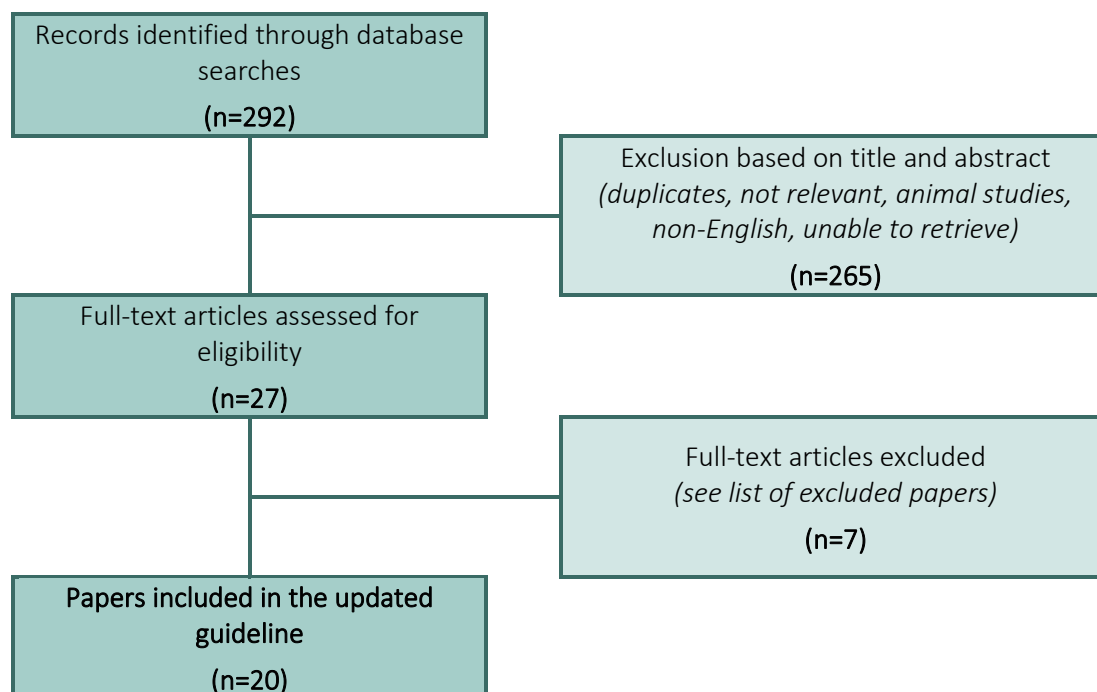 Records identified through database
searches
(n=292)
Exclusion based on title and abstract
(duplicates, not relevant, animal studies,
non-English, unable to retrieve)
(n=265)
Full-text articles assessed for
eligibility
(n=27)
Full-text articles excluded
(see list of excluded papers)
(n=7)
Papers included in the updated
guideline
(n=20)